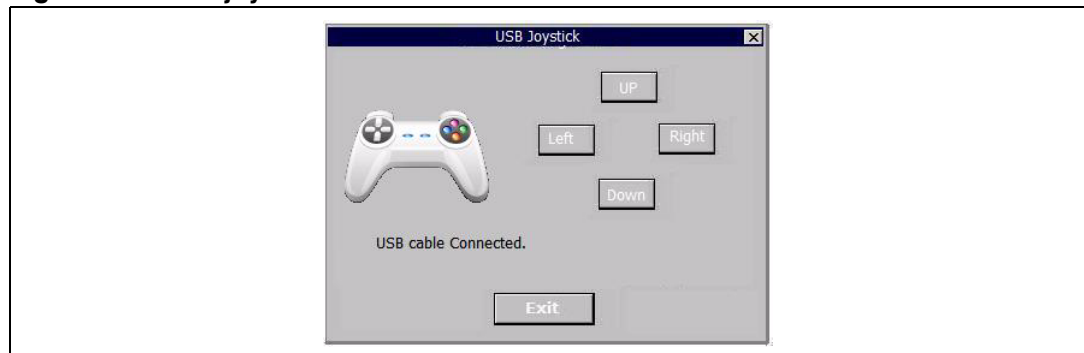 USB Joystick
UP
Left
Right
Down
USB cable Connected.
Exit